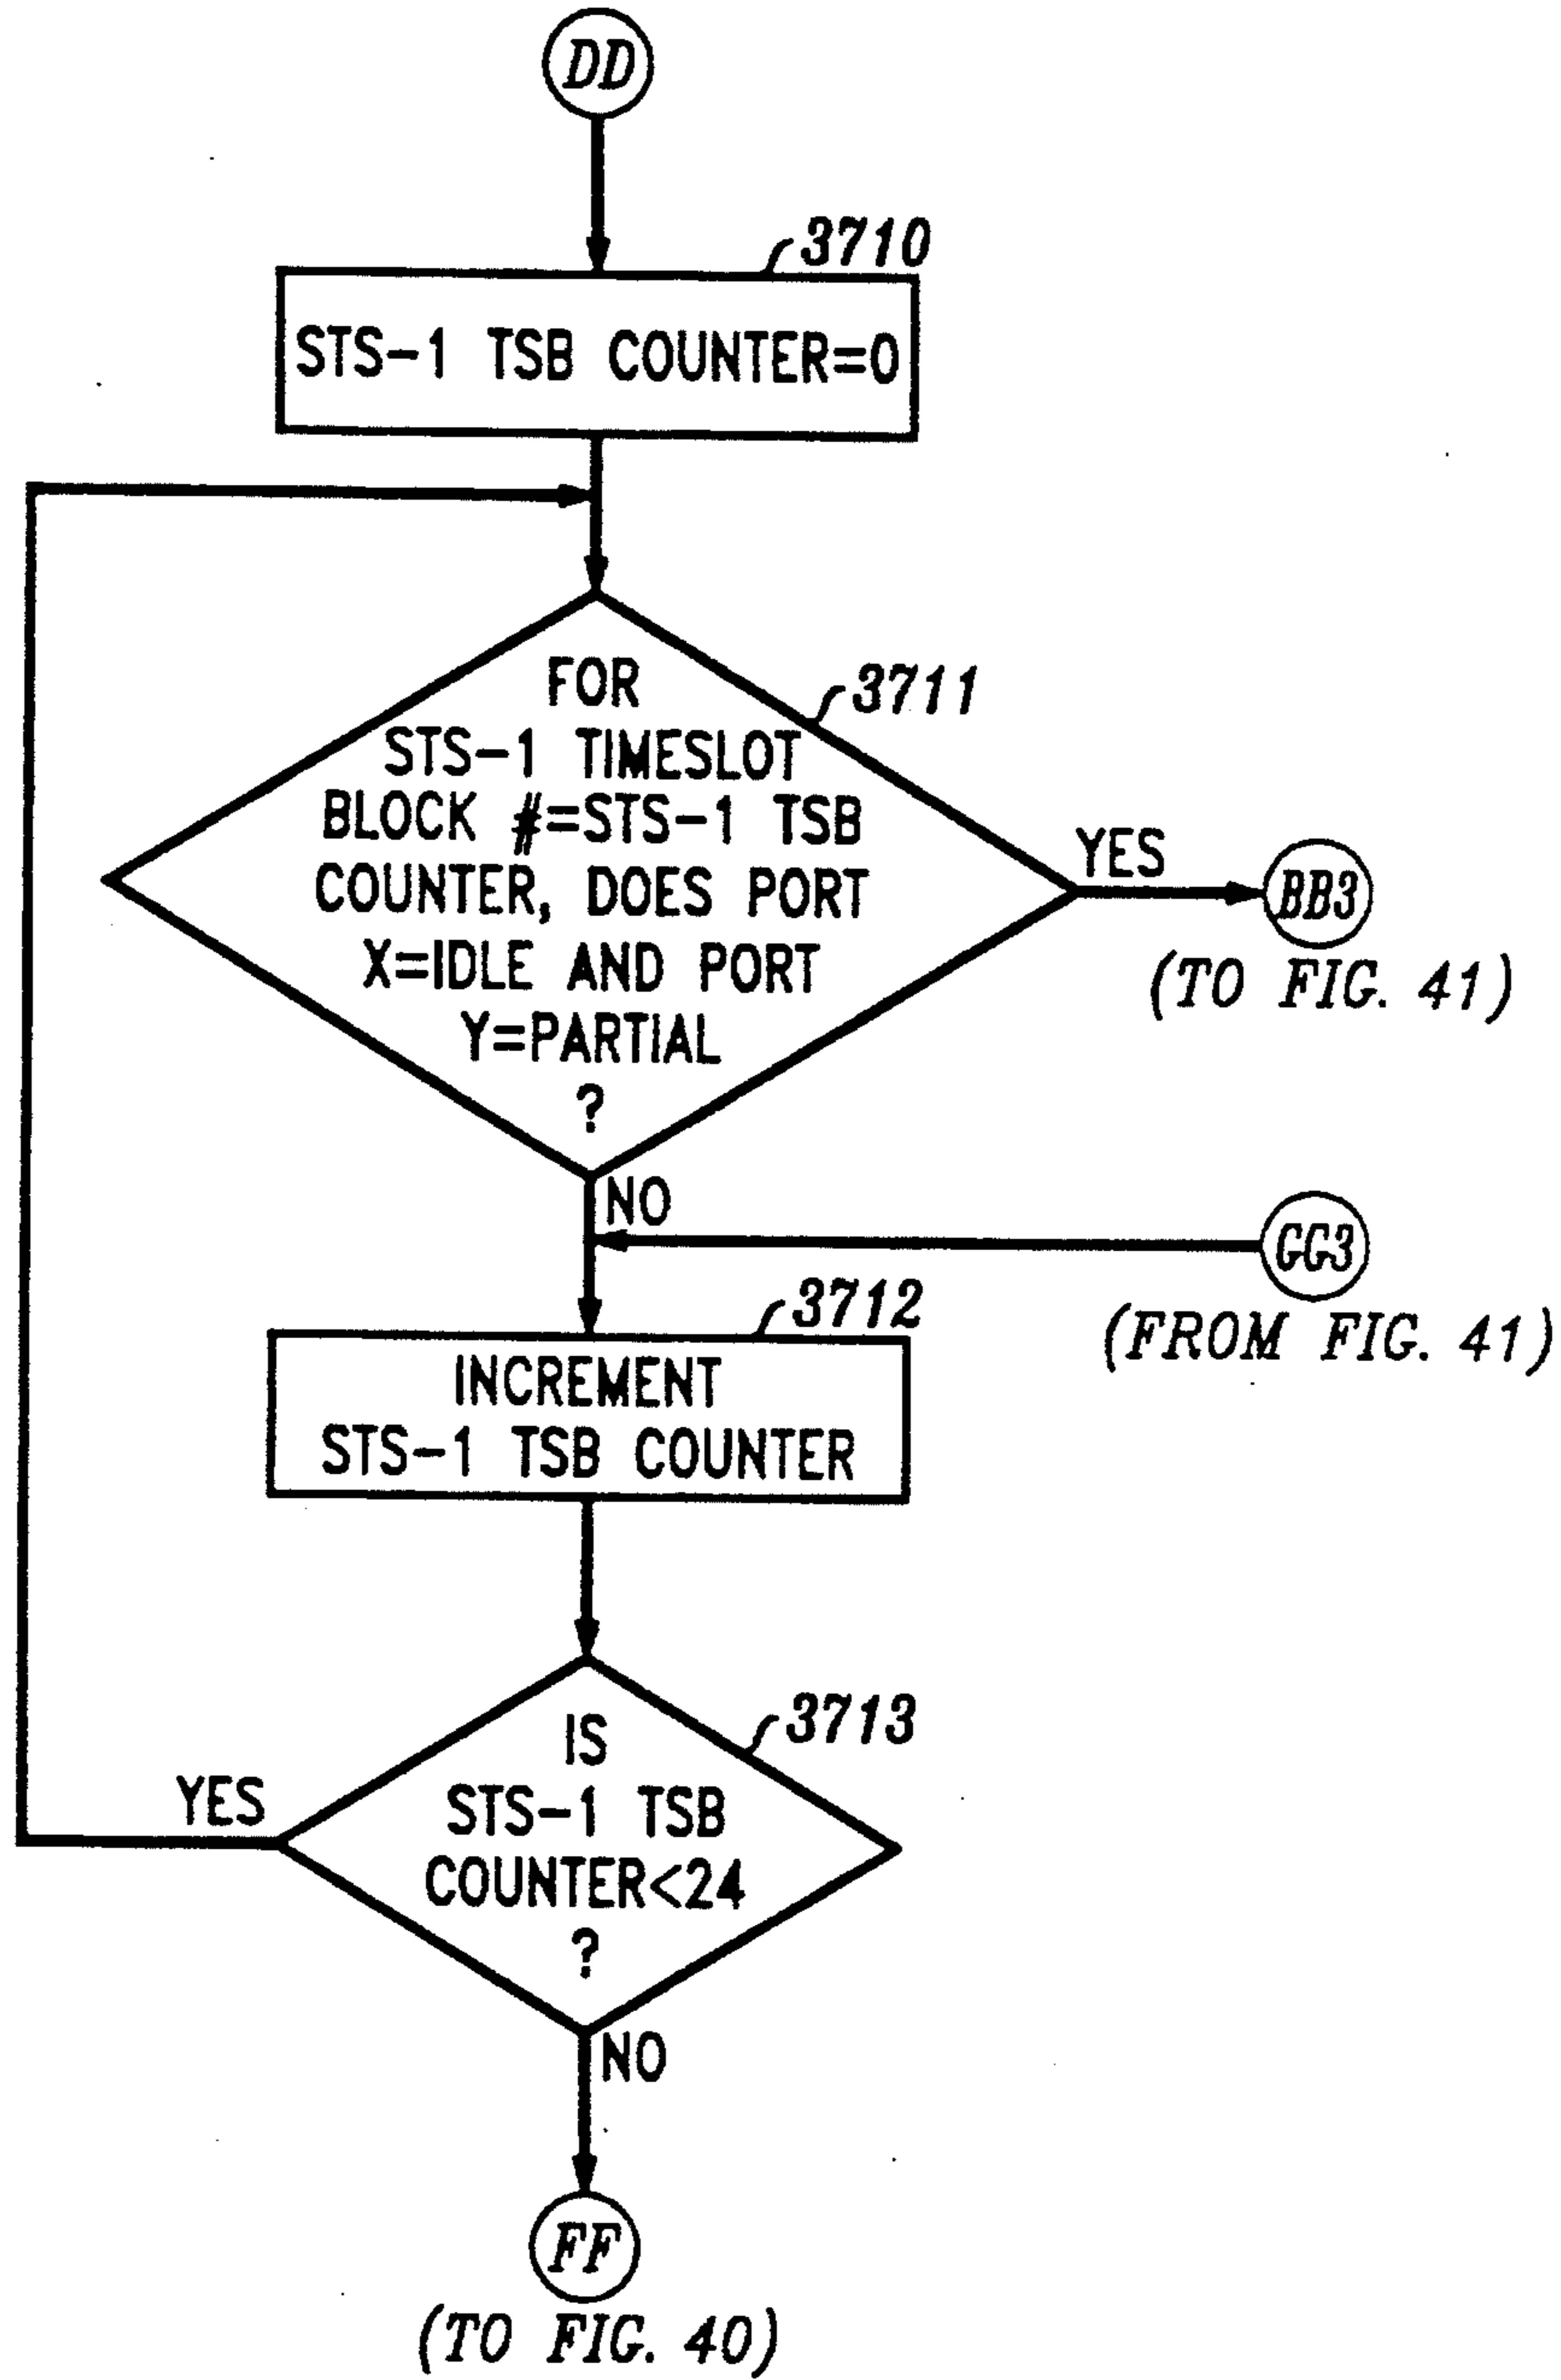 DD
3710
STS-1 TSB COUNTER=0
3711
FOR
STS-1 TIMESLOT
BLOCK #=STS-1 TSB
COUNTER, DOES PORT
X=IDLE AND PORT
Y=PARTIAL
?
YES
BB3
(TO FIG. 41)
NO
GG3
(FROM FIG. 41)
3712
INCREMENT
STS-1 TSB COUNTER
3713
IS
STS-1 TSB
COUNTER<24
?
YES
NO
FF
(TO FIG. 40)